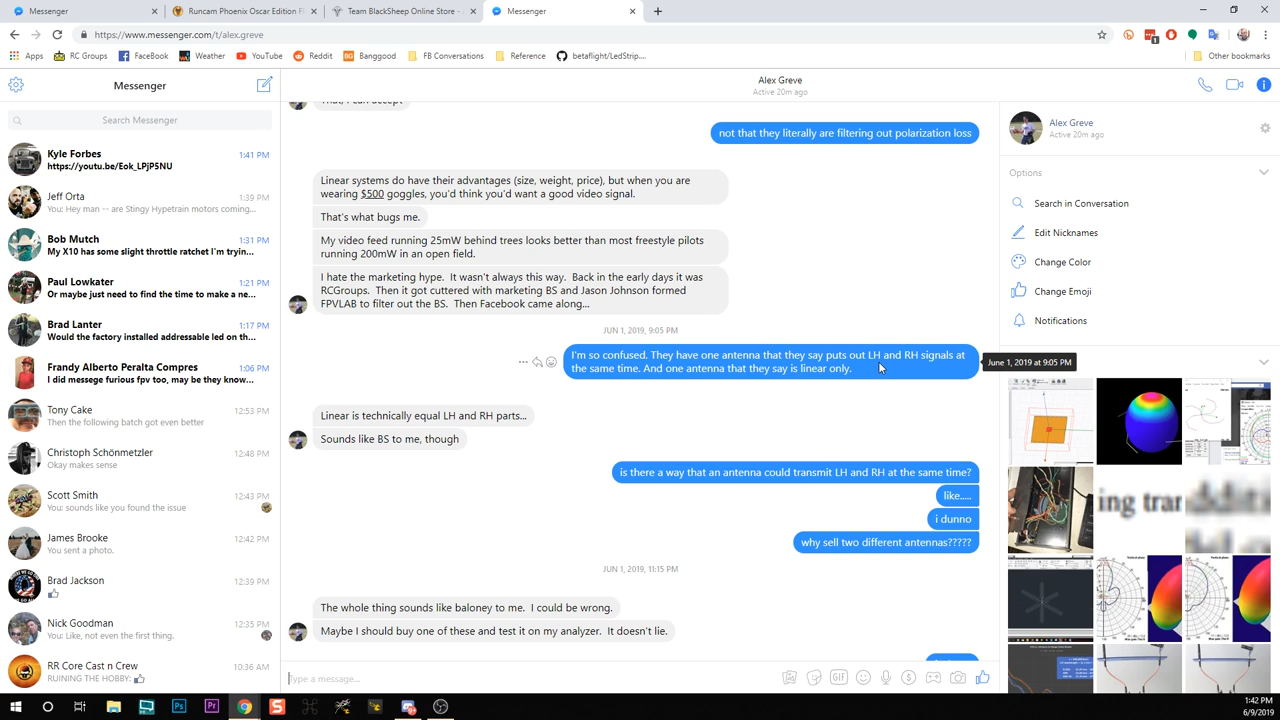 Messenger
Runcam Phoenix Oscar Edition Fi
Team BlackSheep Online Store -
Messenger
https://www.messenger.com/t/alex.greve
1
Apps
RC Groups
FaceBook
Weather
YouTube
Reddit
Banggood
FB Conversations
Reference
betaflight/LedStrip....
Other bookmarks
Messenger
Search Messenger
Kyle Forbes
1:41 PM
https://youtu.be/Eok_LPjP5NU
Jeff Orta
1:39 PM
You: Hey man -- are Stingy Hypetrain motors coming...
Bob Mutch
1:31 PM
My X10 has some slight throttle ratchet I'm tryin...
Paul Lowkater
1:21 PM
Or maybe just need to find the time to make a ne...
Brad Lanter
1:17 PM
Would the factory installed addressable led on th...
Frandy Alberto Peralta Compres
1:06 PM
I did messege furious fpv too, may be they know...
Tony Cake
12:53 PM
Then the following batch got even better
Christoph Schönmetzler
12:48 PM
Okay makes sense
Scott Smith
12:43 PM
You: sounds like you found the issue
James Brooke
12:42 PM
You sent a photo.
Brad Jackson
12:39 PM
Nick Goodman
12:35 PM
You: Like, not even the first thing.
RR Core Cast n Crew
10:36 AM
RUINING THE HOBBY:
Alex Greve
Active 20m ago
That, I can accept
not that they literally are filtering out polarization loss
Linear systems do have their advantages (size, weight, price), but when you are
wearing $500 goggles, you'd think you'd want a good video signal.
That's what bugs me.
My video feed running 25mW behind trees looks better than most freestyle pilots
running 200mW in an open field.
I hate the marketing hype. It wasn't always this way. Back in the early days it was
RCGroups. Then it got cuttered with marketing BS and Jason Johnson formed
FPVLAB to filter out the BS. Then Facebook came along...
JUN 1, 2019, 9:05 PM
I'm so confused. They have one antenna that they say puts out LH and RH signals at
the same time. And one antenna that they say is linear only.
June 1, 2019 at 9:05 PM
Linear is technically equal LH and RH parts...
Sounds like BS to me, though
is there a way that an antenna could transmit LH and RH at the same time?
like.....
i dunno
why sell two different antennas?????
JUN 1, 2019, 11:15 PM
The whole thing sounds like baloney to me. I could be wrong.
Maybe I should buy one of these and test it on my analyzer. It doesn't lie.
Type a message...
GIF
Alex Greve
Active 20m ago
Options
Search in Conversation
Edit Nicknames
Change Color
Change Emoji
Notifications
ing tran
1:42 PM
6/9/2019